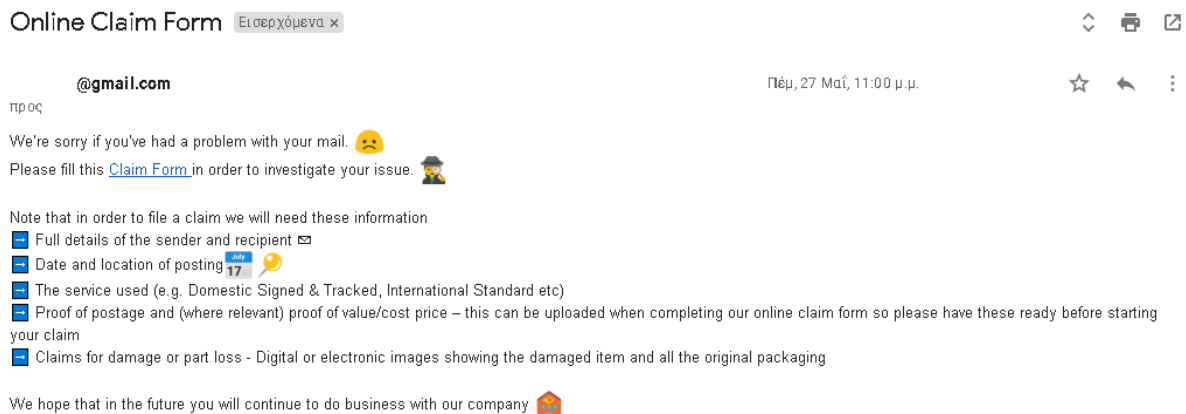 Online Claim Form Εισερχόμενα x
@gmail.com Πέμ, 27 Μαΐ, 11:00 μ.μ.
προς
We're sorry if you've had a problem with your mail.
Please fill this Claim Form in order to investigate your issue.
Note that in order to file a claim we will need these information
Full details of the sender and recipient
Date and location of posting July 17
The service used (e.g. Domestic Signed & Tracked, International Standard etc)
Proof of postage and (where relevant) proof of value/cost price – this can be uploaded when completing our online claim form so please have these ready before starting
your claim
Claims for damage or part loss - Digital or electronic images showing the damaged item and all the original packaging
We hope that in the future you will continue to do business with our company